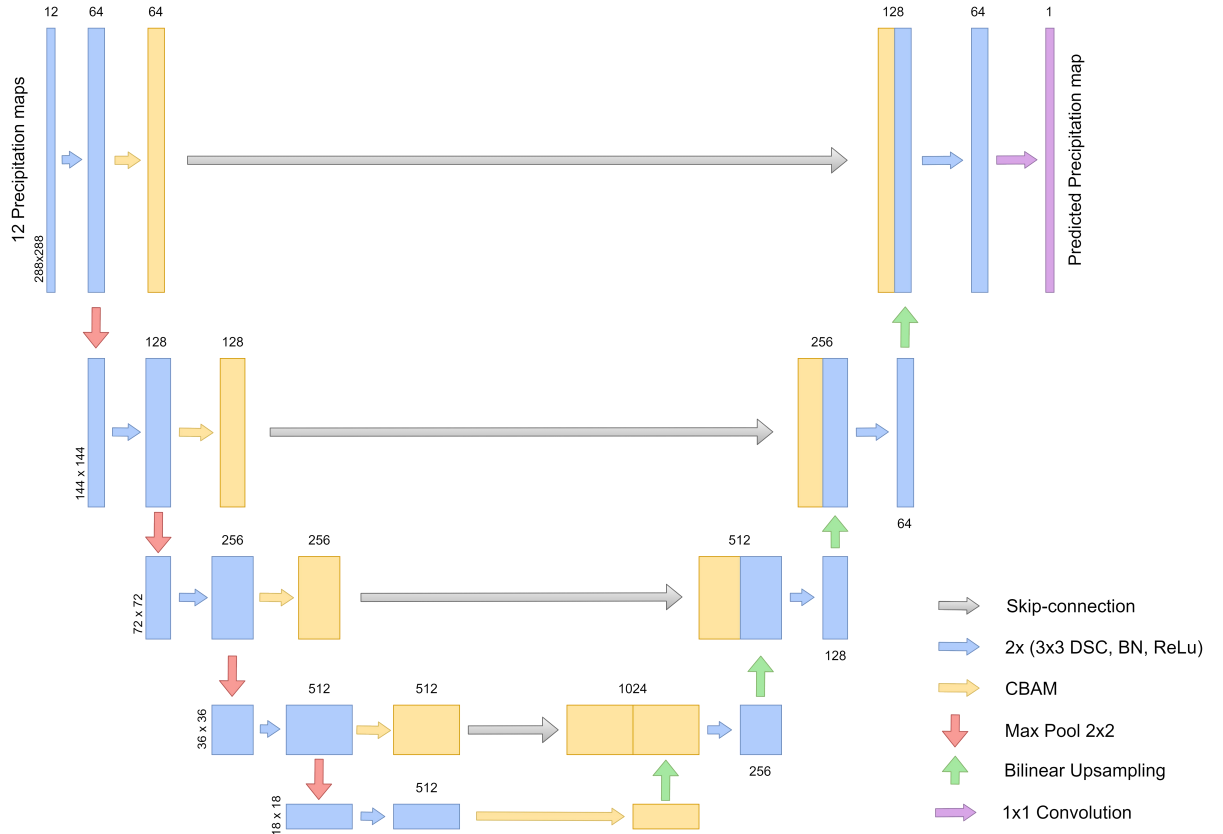 12
64
64
128
64
1
12 Precipitation maps
288x288
Predicted Precipitation map
128
128
256
144 x 144
64
256
256
512
72 x 72
128
512
512
1024
36 x 36
256
512
18 x 18
Skip-connection
2x (3x3 DSC, BN, ReLu)
CBAM
Max Pool 2x2
Bilinear Upsampling
1x1 Convolution